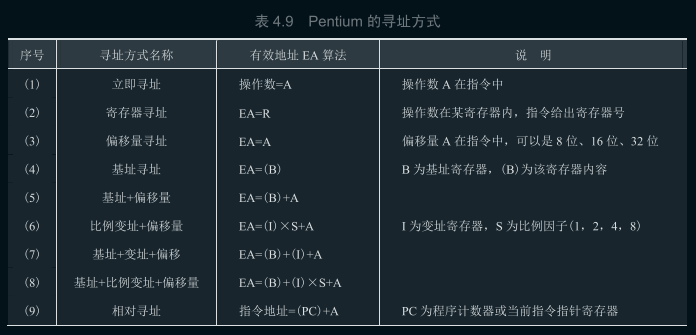 表 4.9 Pentium 的寻址方式
序号 寻址方式名称 有效地址 EA 算法 说 明
(1) 立即寻址 操作数=A 操作数 A 在指令中
(2) 寄存器寻址 EA=R 操作数在某寄存器内，指令给出寄存器号
(3) 偏移量寻址 EA=A 偏移量 A 在指令中，可以是 8 位、16 位、32 位
(4) 基址寻址 EA=(B) B 为基址寄存器，(B)为该寄存器内容
(5) 基址+偏移量 EA=(B)+A
(6) 比例变址+偏移量 EA=(I)×S+A I 为变址寄存器，S 为比例因子(1，2，4，8)
(7) 基址+变址+偏移 EA=(B)+(I)+A
(8) 基址+比例变址+偏移量 EA=(B)+(I)×S+A
(9) 相对寻址 指令地址=(PC)+A PC 为程序计数器或当前指令指针寄存器